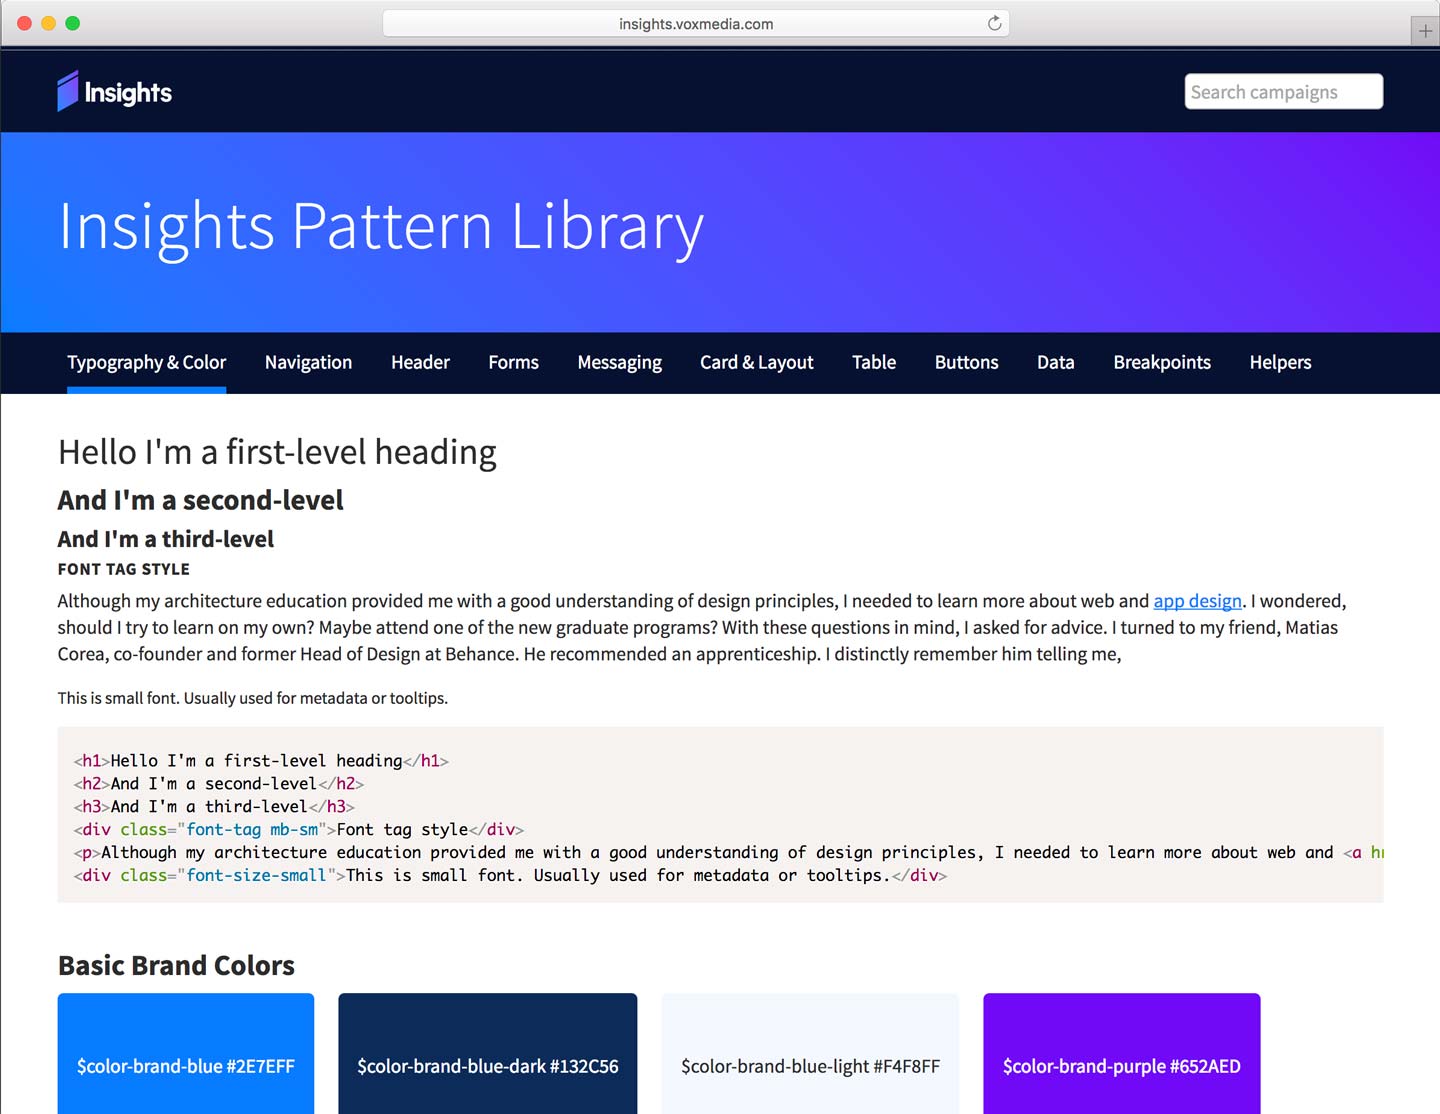 insights.voxmedia.com
Insights
Search campaigns
Insights Pattern Library
Typography & Color Navigation Header Forms Messaging Card & Layout Table Buttons Data Breakpoints Helpers
Hello I'm a first-level heading
And I'm a second-level
And I'm a third-level
FONT TAG STYLE
Although my architecture education provided me with a good understanding of design principles, I needed to learn more about web and app design. I wondered,
should I try to learn on my own? Maybe attend one of the new graduate programs? With these questions in mind, I asked for advice. I turned to my friend, Matias
Corea, co-founder and former Head of Design at Behance. He recommended an apprenticeship. I distinctly remember him telling me,
This is small font. Usually used for metadata or tooltips.
<h1>Hello I'm a first-level heading</h1>
<h2>And I'm a second-level</h2>
<h3>And I'm a third-level</h3>
<div class="font-tag mb-sm">Font tag style</div>
<p>Although my architecture education provided me with a good understanding of design principles, I needed to learn more about web and <a h
<div class="font-size-small">This is small font. Usually used for metadata or tooltips.</div>
Basic Brand Colors
$color-brand-blue #2E7EFF $color-brand-blue-dark #132C56 $color-brand-blue-light #F4F8FF $color-brand-purple #652AED